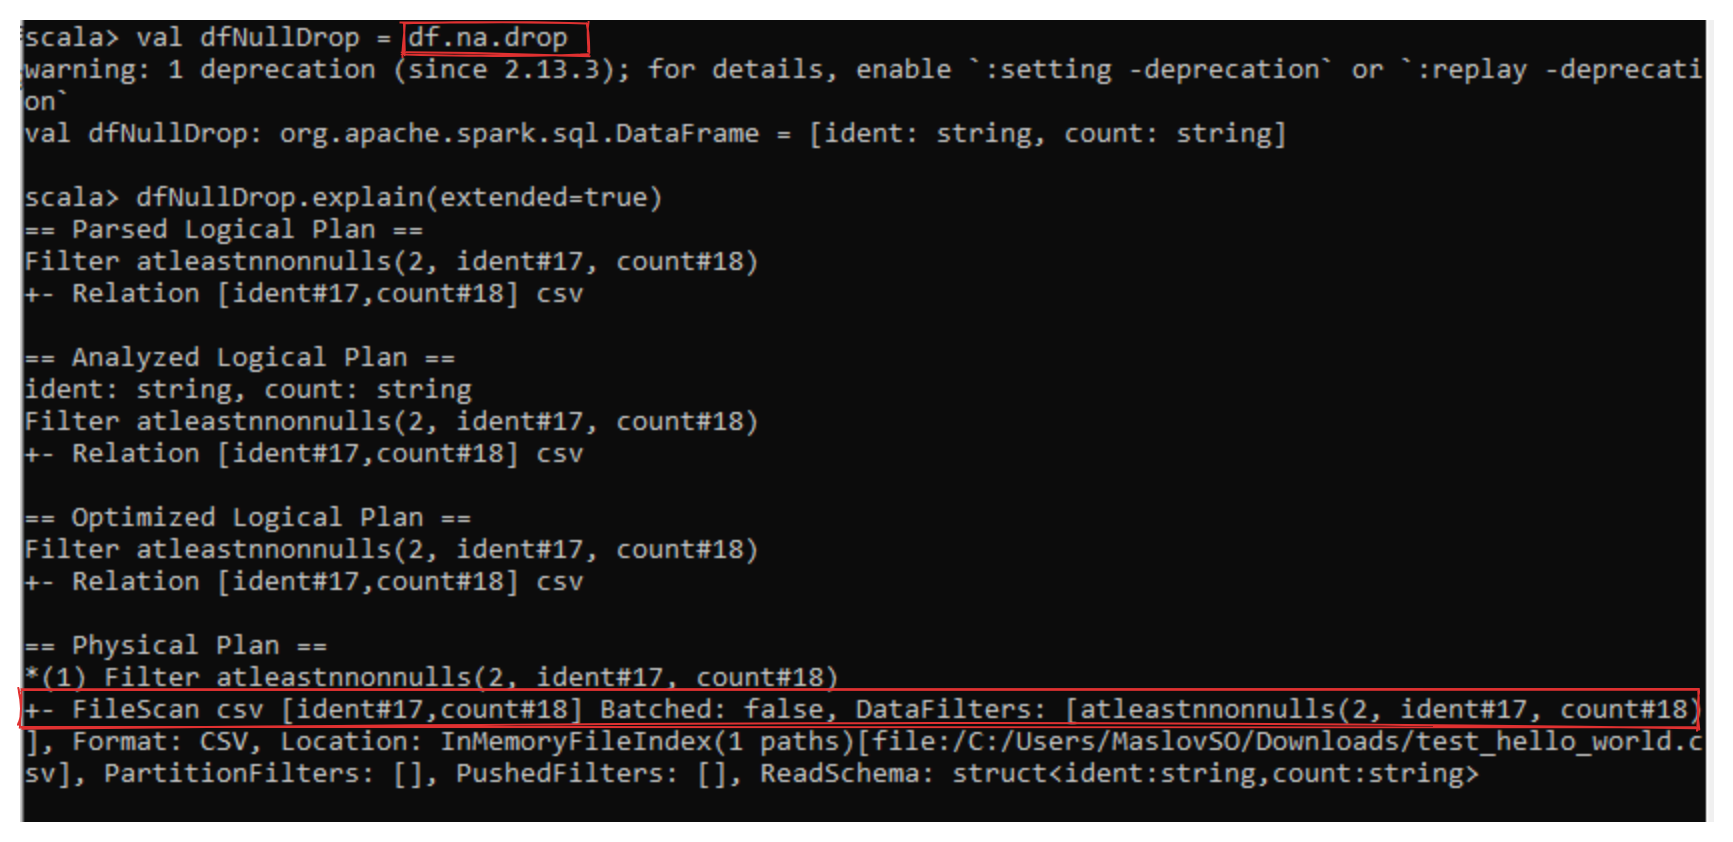 scala> val dfNullDrop = df.na.drop
warning: 1 deprecation (since 2.13.3); for details, enable `:setting -deprecation` or `:replay -deprecati
on`
val dfNullDrop: org.apache.spark.sql.DataFrame = [ident: string, count: string]
scala> dfNullDrop.explain(extended=true)
== Parsed Logical Plan ==
Filter atleastnnonnulls(2, ident#17, count#18)
+- Relation [ident#17,count#18] csv
== Analyzed Logical Plan ==
ident: string, count: string
Filter atleastnnonnulls(2, ident#17, count#18)
+- Relation [ident#17,count#18] csv
== Optimized Logical Plan ==
Filter atleastnnonnulls(2, ident#17, count#18)
+- Relation [ident#17,count#18] csv
== Physical Plan ==
*(1) Filter atleastnnonnulls(2, ident#17, count#18)
+- FileScan csv [ident#17,count#18] Batched: false, DataFilters: [atleastnnonnulls(2, ident#17, count#18)
], Format: CSV, Location: InMemoryFileIndex(1 paths)[file:/C:/Users/MaslovSO/Downloads/test_hello_world.c
sv], PartitionFilters: [], PushedFilters: [], ReadSchema: struct<ident:string,count:string>